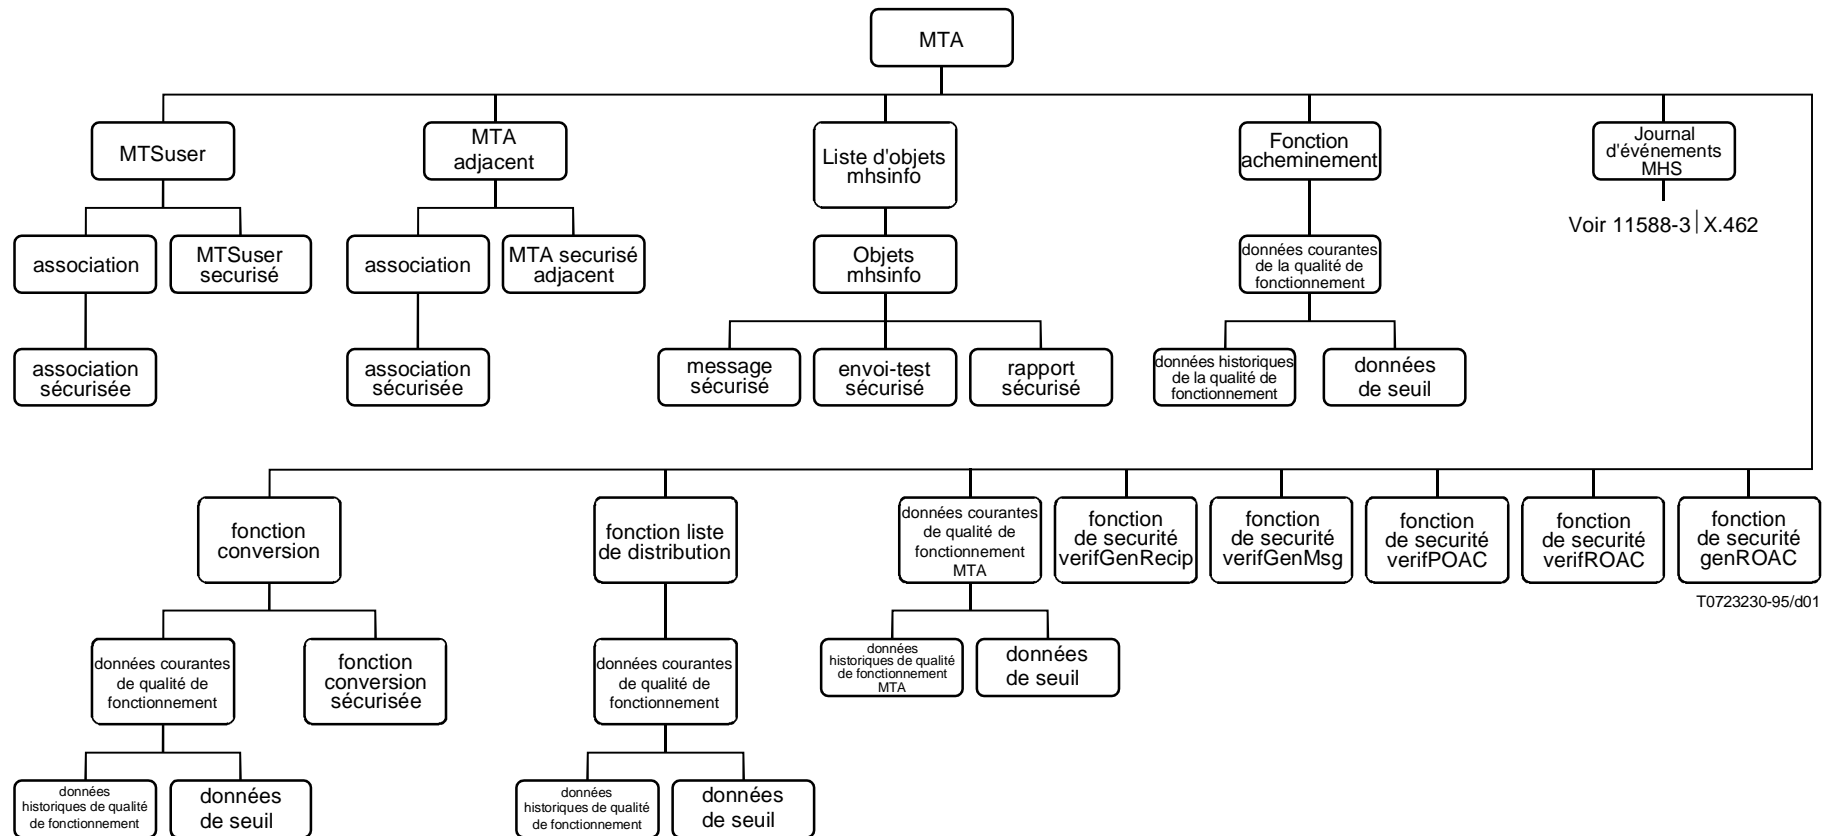 MTA
MTSuser
MTA
adjacent
Liste d'objets
mhsinfo
Fonction
acheminement
Journal
d'événements
MHS
Voir 11588-3 | X.462
association
MTSuser
securisé
association
MTA securisé
adjacent
Objets
mhsinfo
données courantes
de la qualité de
fonctionnement
association
sécurisée
association
sécurisée
message
sécurisé
envoi-test
sécurisé
rapport
sécurisé
données historiques
de la qualité de
fonctionnement
données
de seuil
fonction
conversion
fonction liste
de distribution
données courantes
de qualité de
fonctionnement
MTA
fonction
de securité
verifGenRecip
fonction
de securité
verifGenMsg
fonction
de securité
verifPOAC
fonction
de securité
verifROAC
fonction
de securité
genROAC
T0723230-95/d01
données courantes
de qualité de
fonctionnement
fonction
conversion
sécurisée
données courantes
de qualité de
fonctionnement
données
historiques de qualité
de fonctionnement
MTA
données
de seuil
données
historiques de qualité
de fonctionnement
données
de seuil
données
historiques de qualité
de fonctionnement
données
de seuil